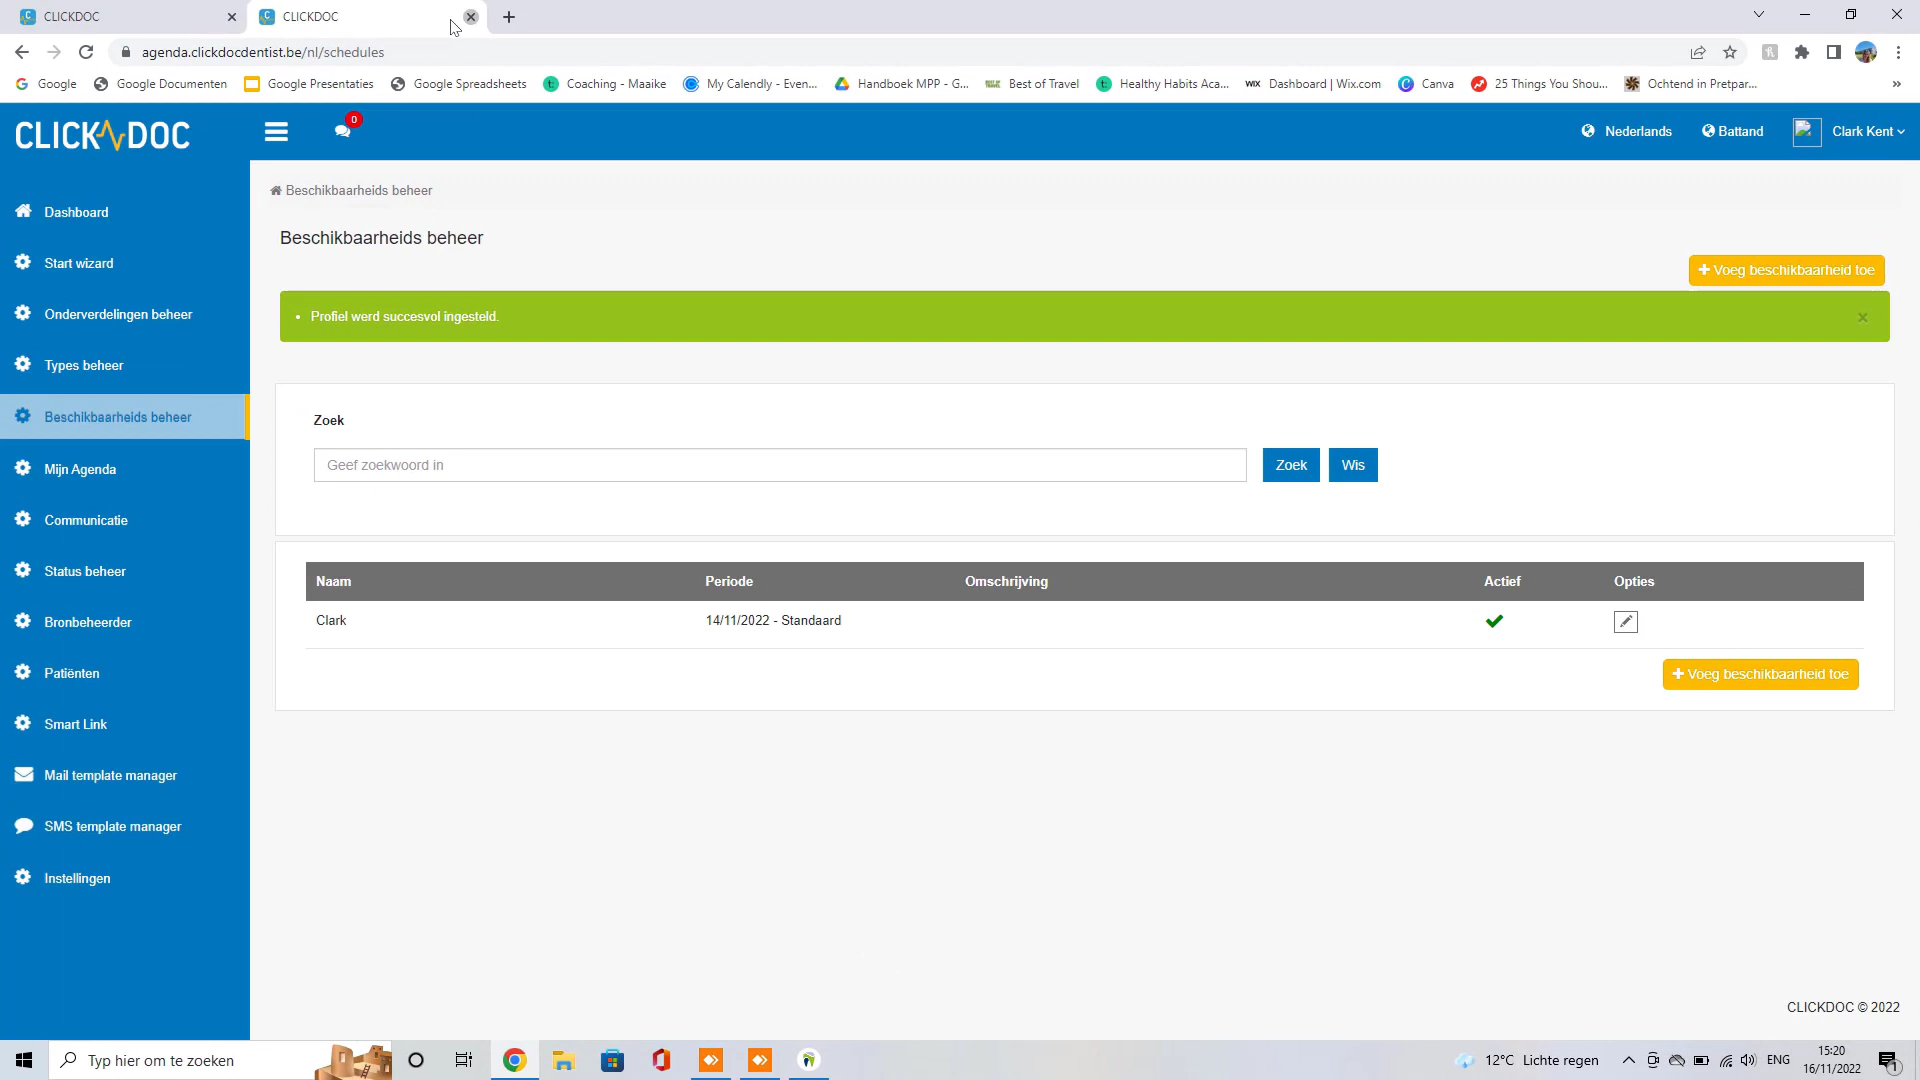 CLICKDOC
CLICKDOC
agenda.clickdocdentist.be/nl/schedules
Google
Google Documenten
Google Presentaties
Google Spreadsheets
Coaching - Maaike
My Calendly - Even...
Handboek MPP - G...
Best of Travel
Healthy Habits Aca...
WIX Dashboard | Wix.com
Canva
25 Things You Shou...
Ochtend in Pretpar...
»
CLICK DOC
0
Nederlands
Battand
Clark Kent
Beschikbaarheids beheer
Dashboard
Start wizard
Onderverdelingen beheer
Types beheer
Beschikbaarheids beheer
Mijn Agenda
Communicatie
Status beheer
Bronbeheerder
Patiënten
Smart Link
Mail template manager
SMS template manager
Instellingen
Beschikbaarheids beheer
+ Voeg beschikbaarheid toe
• Profiel werd succesvol ingesteld.
×
Zoek
Geef zoekwoord in
Zoek
Wis
Naam Periode Omschrijving Actief Opties
Clark 14/11/2022 - Standaard
+ Voeg beschikbaarheid toe
CLICKDOC © 2022
Typ hier om te zoeken
12°C Lichte regen
ENG
15:20
16/11/2022
1